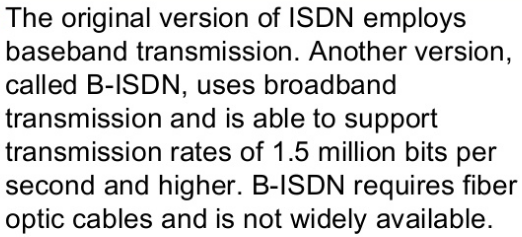 The original version of ISDN employs
baseband transmission. Another version,
called B-ISDN, uses broadband
transmission and is able to support
transmission rates of 1.5 million bits per
second and higher. B-ISDN requires fiber
optic cables and is not widely available.